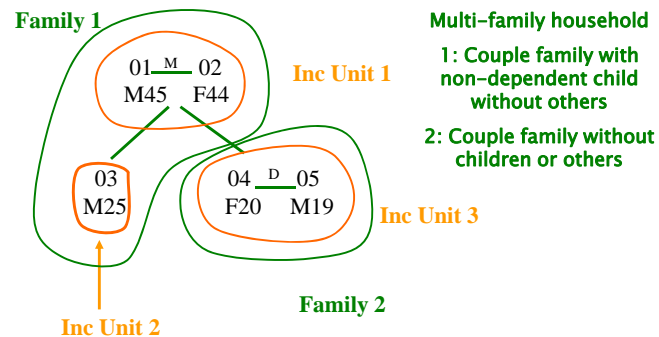 Family 1
Multi-family household
1: Couple family with
non-dependent child
without others
2: Couple family without
children or others
01 M 02
M45 F44
Inc Unit 1
03
M25
04 D 05
F20 M19
Inc Unit 3
Family 2
Inc Unit 2